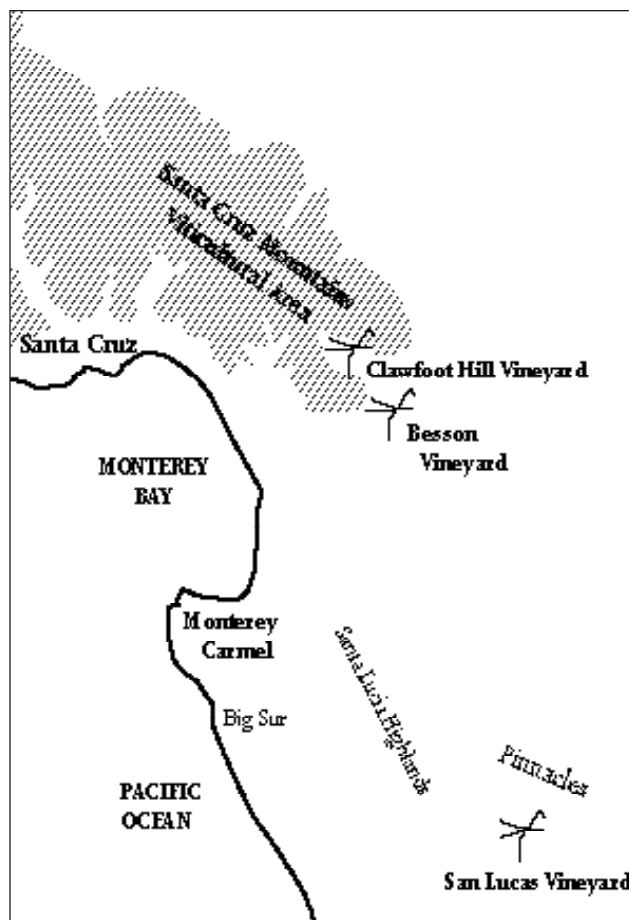 Santa Cruz Mountains
Viticultural Area
Santa Cruz
Clawfoot Hill Vineyard
Besson
Vineyard
MONTEREY
BAY
Monterey
Carmel
Santa Lucia Highlands
Big Sur
Pinnacles
PACIFIC
OCEAN
San Lucas Vineyard